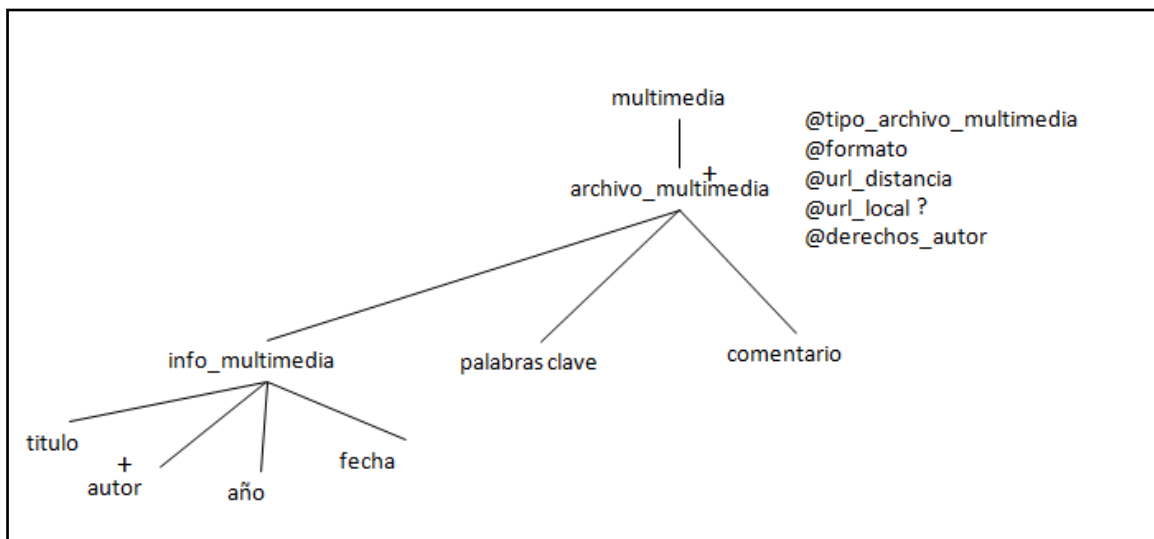 multimedia
@tipo_archivo_multimedia
@formato
@url_distancia
@url_local ?
@derechos_autor
+
archivo_multimedia
info_multimedia
palabras clave
comentario
titulo
+
autor
año
fecha